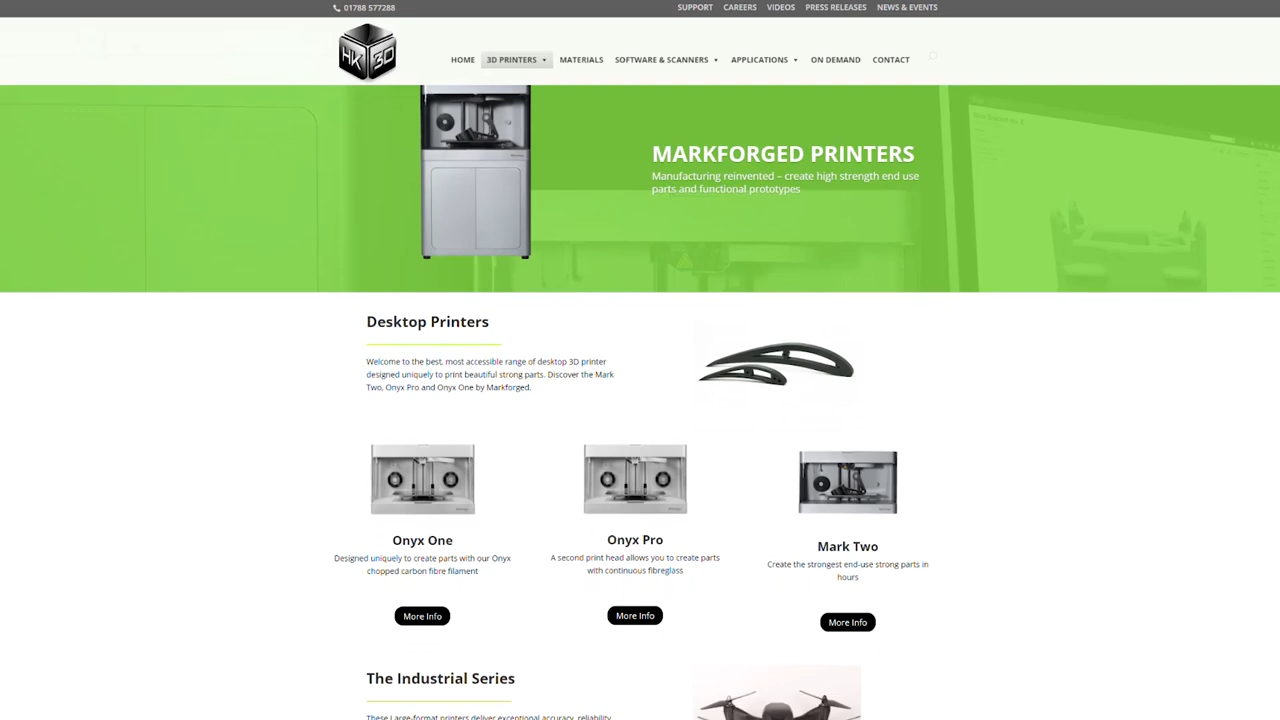 01788 577288
SUPPORT CAREERS VIDEOS PRESS RELEASES NEWS & EVENTS
HK 3D
HOME 3D PRINTERS MATERIALS SOFTWARE & SCANNERS APPLICATIONS ON DEMAND CONTACT
MARKFORGED PRINTERS
Manufacturing reinvented – create high strength end use
parts and functional prototypes
Desktop Printers
Welcome to the best, most accessible range of desktop 3D printer
designed uniquely to print beautiful strong parts. Discover the Mark
Two, Onyx Pro and Onyx One by Markforged.
Onyx One
Designed uniquely to create parts with our Onyx
chopped carbon fibre filament
More Info
Onyx Pro
A second print head allows you to create parts
with continuous fibreglass
More Info
Mark Two
Create the strongest end-use strong parts in
hours
More Info
The Industrial Series
These Large-format printers deliver exceptional accuracy, reliability